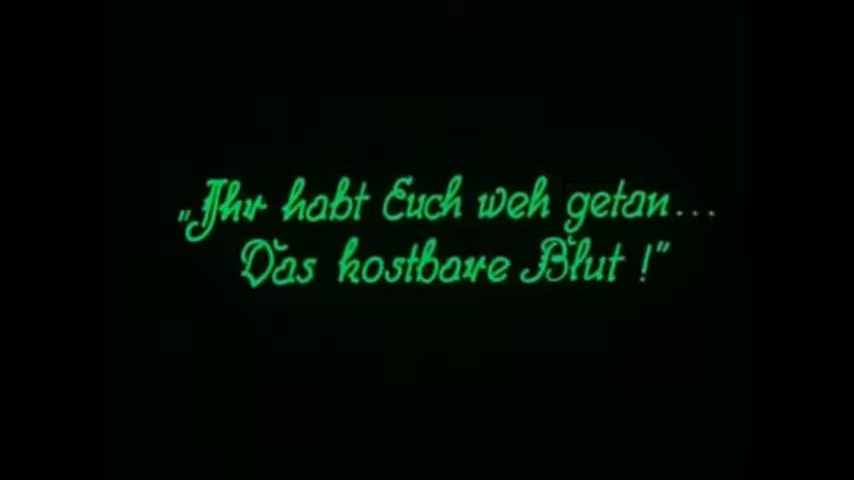 „Ihr habt Euch weh getan...
Das kostbare Blut !”